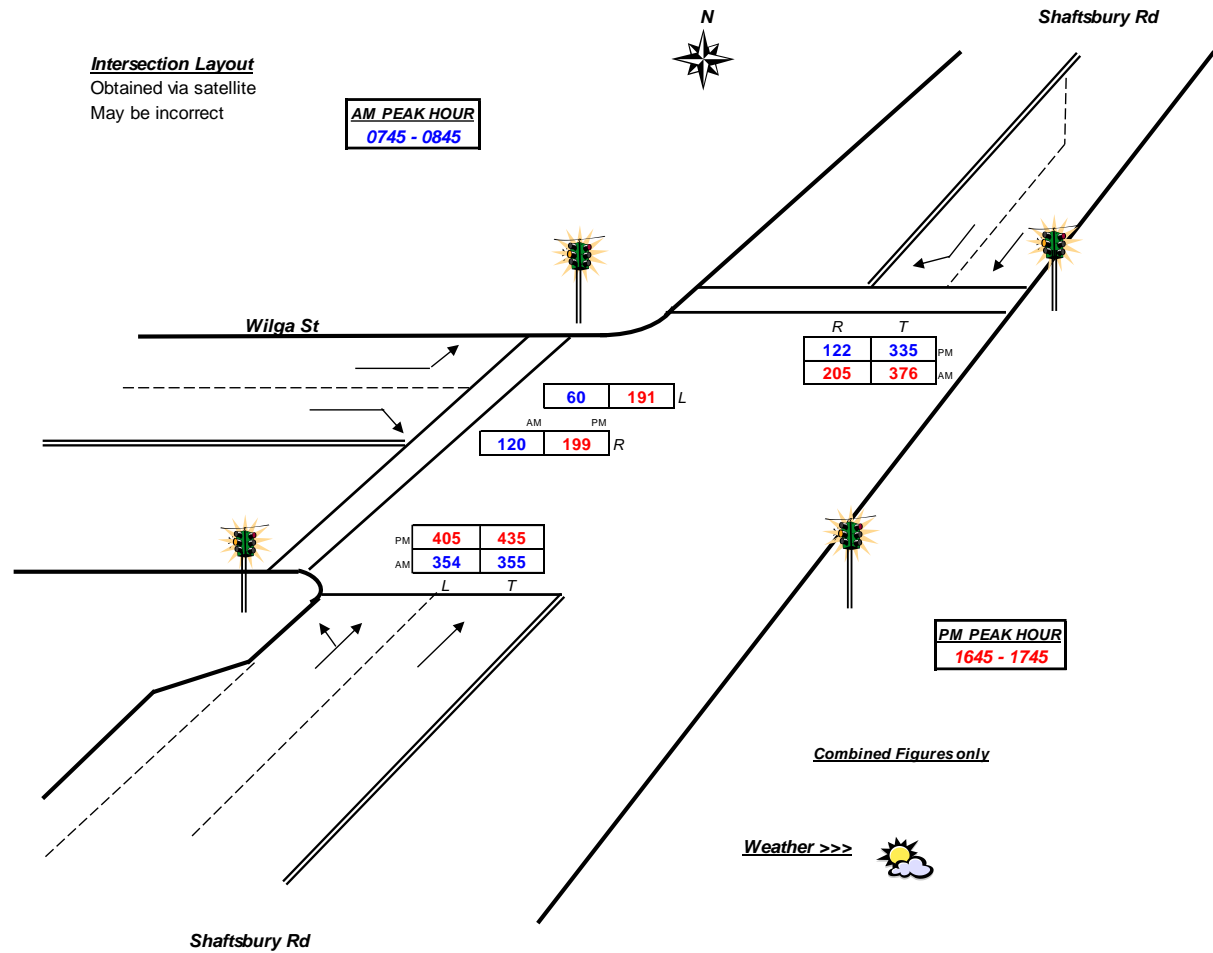 N
Shaftsbury Rd
Intersection Layout
Obtained via satellite
May be incorrect
AM PEAK HOUR
0745 - 0845
Wilga St
R T
122 335 PM
205 376 AM
60 191 L
AM PM
120 199 R
PM 405 435
AM 354 355
L T
PM PEAK HOUR
1645 - 1745
Combined Figures only
Weather >>>
Shaftsbury Rd